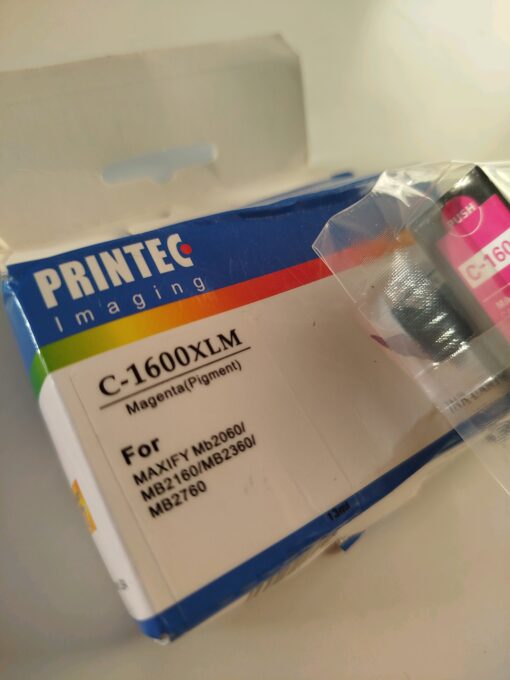 PRINTEC
Imaging
C-1600XLM
Magenta(Pigment)
For
MAXIFY Mb2060/
MB2160/MB2360/
MB2760
PUSH
C-160